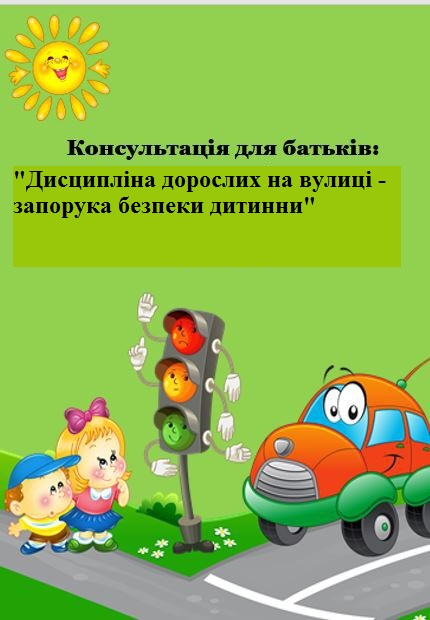 Консультація для батьків:
"Дисципліна дорослих на вулиці -
запорука безпеки дитинни"